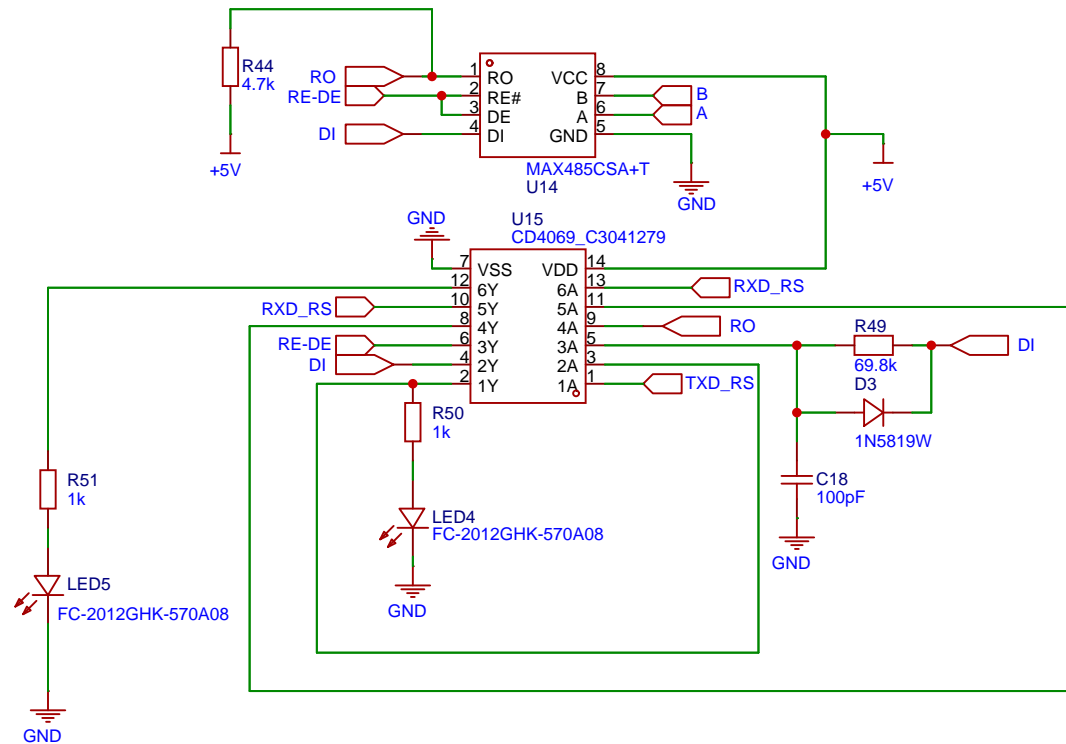 R44
4.7k
+5V
RO
RE-DE
DI
1
2
3
4
RO
RE#
DE
DI
VCC
B
A
GND
8
7
6
5
B
A
MAX485CSA+T
U14
GND
+5V
GND
U15
CD4069_C3041279
7
12
10
8
6
4
2
VSS
6Y
5Y
4Y
3Y
2Y
1Y
VDD
6A
5A
4A
3A
2A
1A
14
13
11
9
5
3
1
RXD_RS
RE-DE
DI
RXD_RS
RO
TXD_RS
R49
69.8k
DI
D3
1N5819W
C18
100pF
GND
R50
1k
LED4
FC-2012GHK-570A08
GND
R51
1k
LED5
FC-2012GHK-570A08
GND